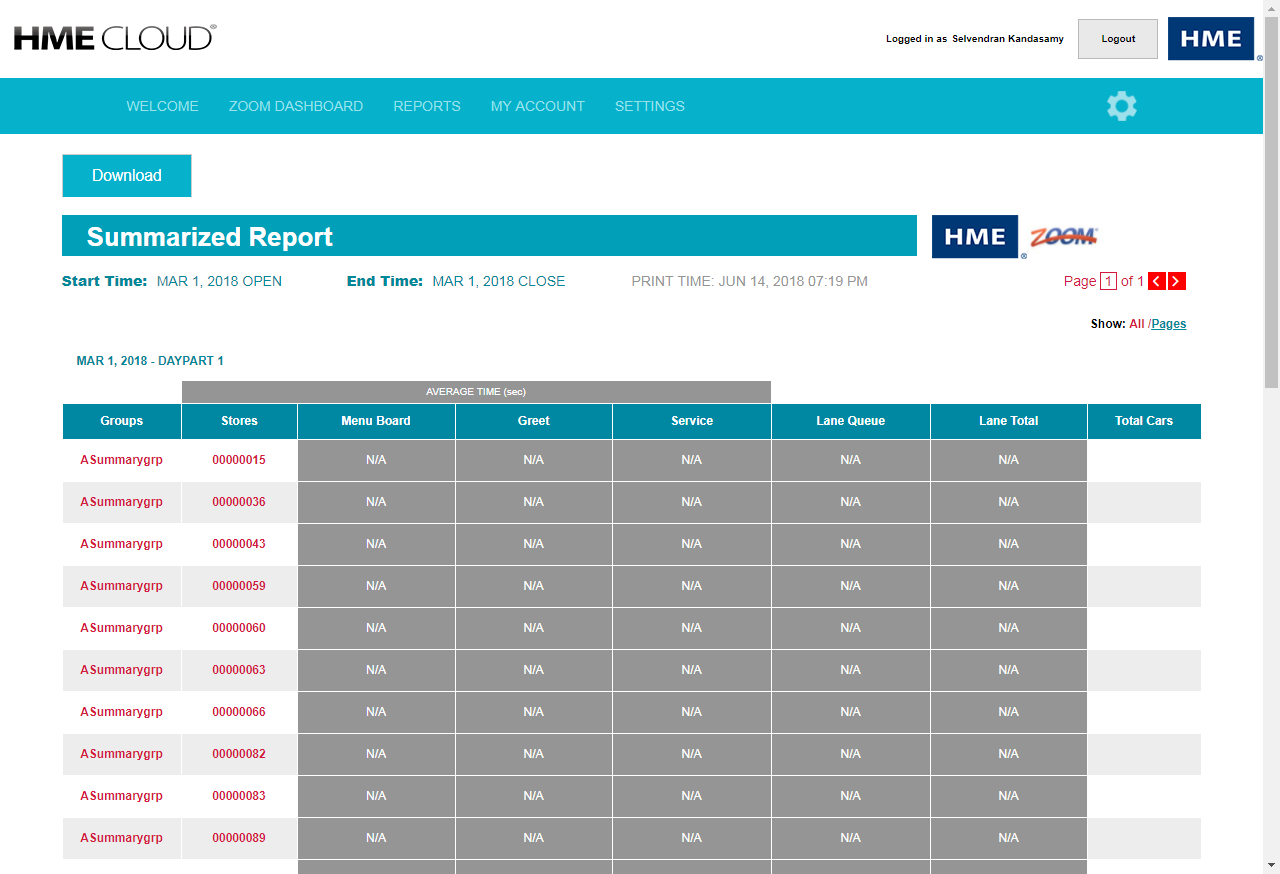 HME CLOUD®
Logged in as Selvendran Kandasamy
Logout
HME®
WELCOME ZOOM DASHBOARD REPORTS MY ACCOUNT SETTINGS
Download
Summarized Report
HME® ZOOM
Start Time: MAR 1, 2018 OPEN End Time: MAR 1, 2018 CLOSE PRINT TIME: JUN 14, 2018 07:19 PM Page 1 of 1
Show: All /Pages
MAR 1, 2018 - DAYPART 1
AVERAGE TIME (sec)
Groups Stores Menu Board Greet Service Lane Queue Lane Total Total Cars
ASummarygrp 00000015 N/A N/A N/A N/A N/A
ASummarygrp 00000036 N/A N/A N/A N/A N/A
ASummarygrp 00000043 N/A N/A N/A N/A N/A
ASummarygrp 00000059 N/A N/A N/A N/A N/A
ASummarygrp 00000060 N/A N/A N/A N/A N/A
ASummarygrp 00000063 N/A N/A N/A N/A N/A
ASummarygrp 00000066 N/A N/A N/A N/A N/A
ASummarygrp 00000082 N/A N/A N/A N/A N/A
ASummarygrp 00000083 N/A N/A N/A N/A N/A
ASummarygrp 00000089 N/A N/A N/A N/A N/A